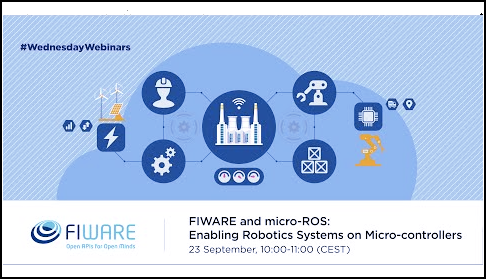 #WednesdayWebinars
FIWARE
Open APIs for Open Minds
FIWARE and micro-ROS:
Enabling Robotics Systems on Micro-controllers
23 September, 10:00-11:00 (CEST)